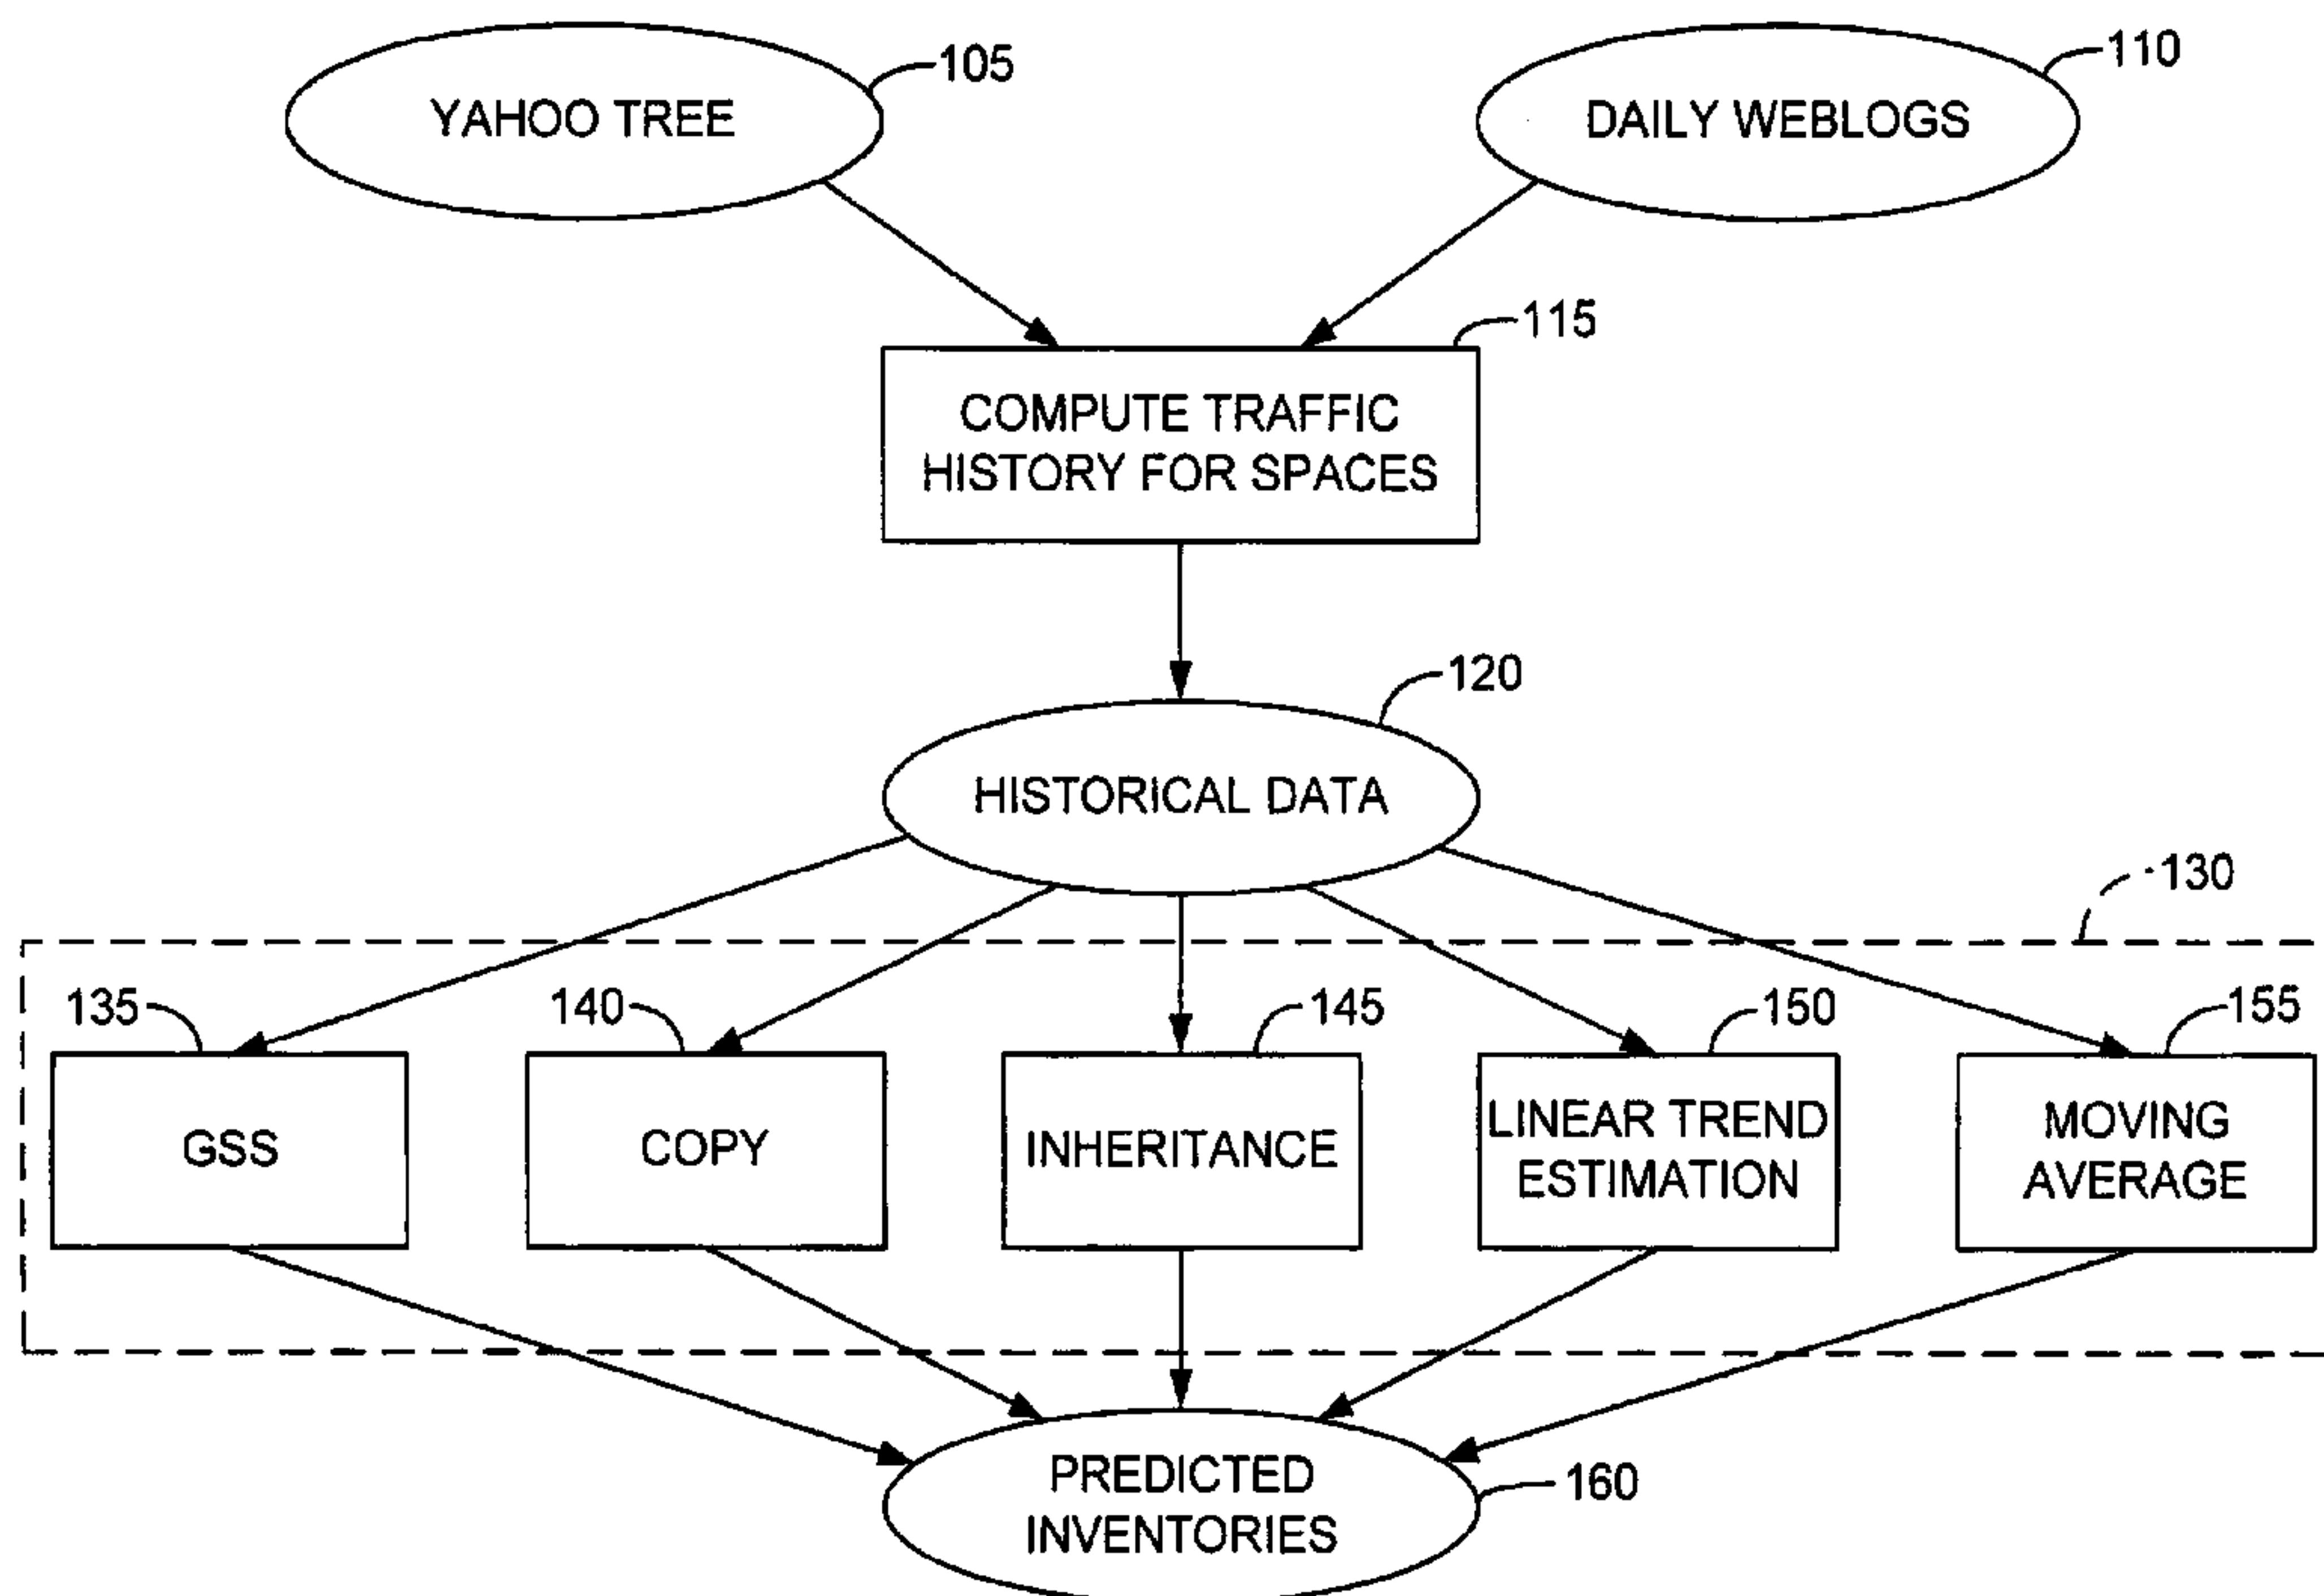 105
110
YAHOO TREE
DAILY WEBLOGS
115
COMPUTE TRAFFIC
HISTORY FOR SPACES
120
HISTORICAL DATA
130
135
140
145
150
155
GSS
COPY
INHERITANCE
LINEAR TREND
ESTIMATION
MOVING
AVERAGE
PREDICTED
INVENTORIES
160